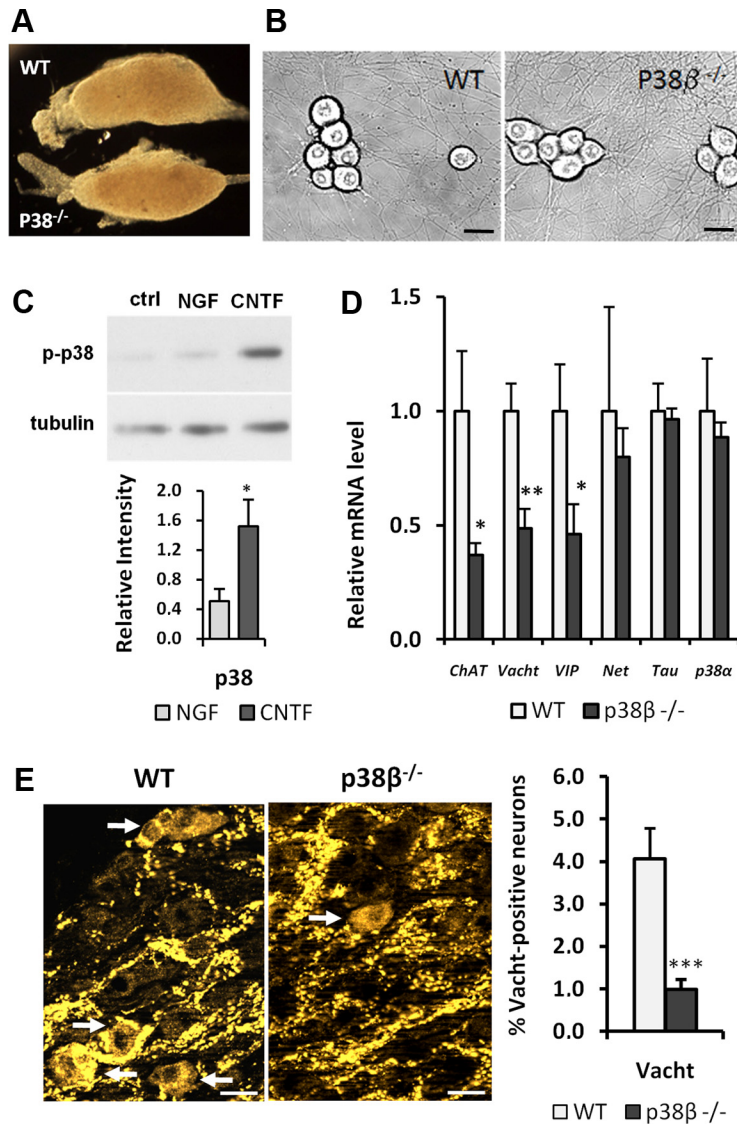 A
WT
P38-/-
B
WT
P38β -/-
C
ctrl NGF CNTF
p-p38
tubulin
Relative Intensity
2.0
1.6
1.2
0.8
0.4
0.0
*
p38
NGF CNTF
D
Relative mRNA level
1.5
1.0
0.5
0.0
*
**
*
ChAT Vacht VIP Net Tau p38α
WT p38β -/-
E
WT p38β-/-
% Vacht-positive neurons
6.0
5.0
4.0
3.0
2.0
1.0
0.0
***
Vacht
WT p38β -/-